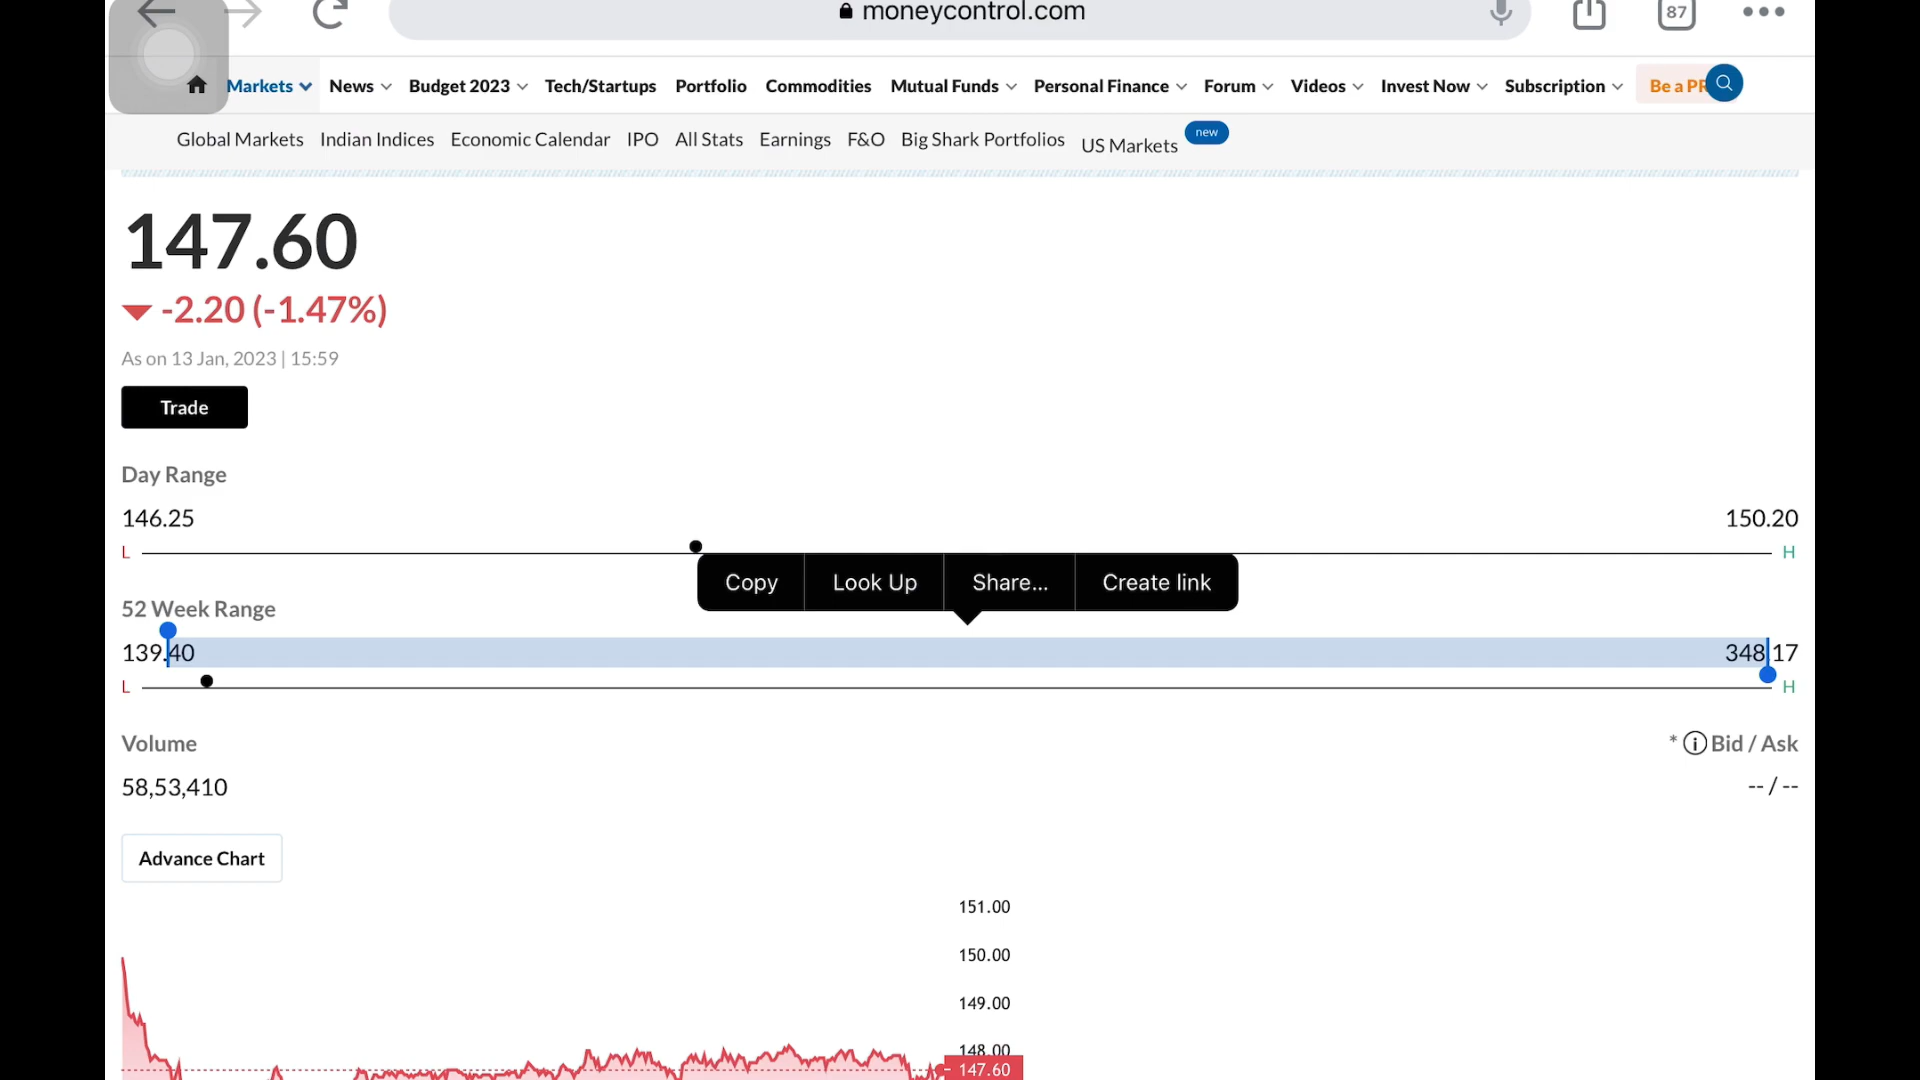 moneycontrol.com
87
Markets News Budget 2023 Tech/Startups Portfolio Commodities Mutual Funds Personal Finance Forum Videos Invest Now Subscription Be a PR
Global Markets Indian Indices Economic Calendar IPO All Stats Earnings F&O Big Shark Portfolios US Markets new
147.60
-2.20 (-1.47%)
As on 13 Jan, 2023 | 15:59
Trade
Day Range
146.25 150.20
L H
Copy Look Up Share... Create link
52 Week Range
139.40 348.17
L H
Volume * i Bid / Ask
58,53,410 -- / --
Advance Chart
151.00
150.00
149.00
148.00
147.60